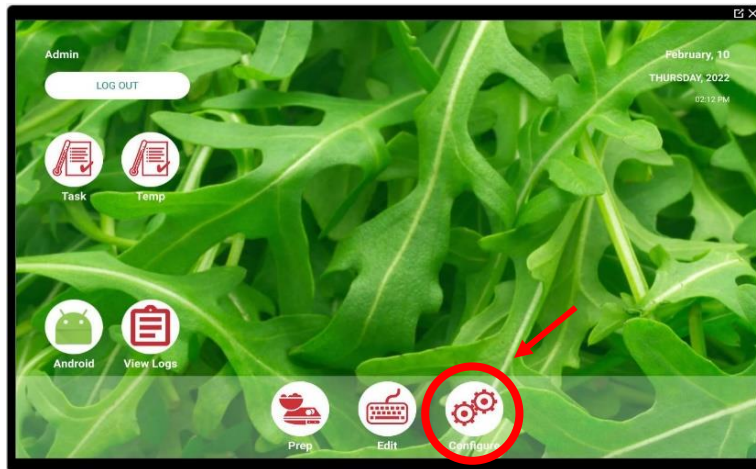 Admin
February, 10
THURSDAY, 2022
LOG OUT
02:12 PM
Task
Temp
Android
View Logs
Prep
Edit
Configure